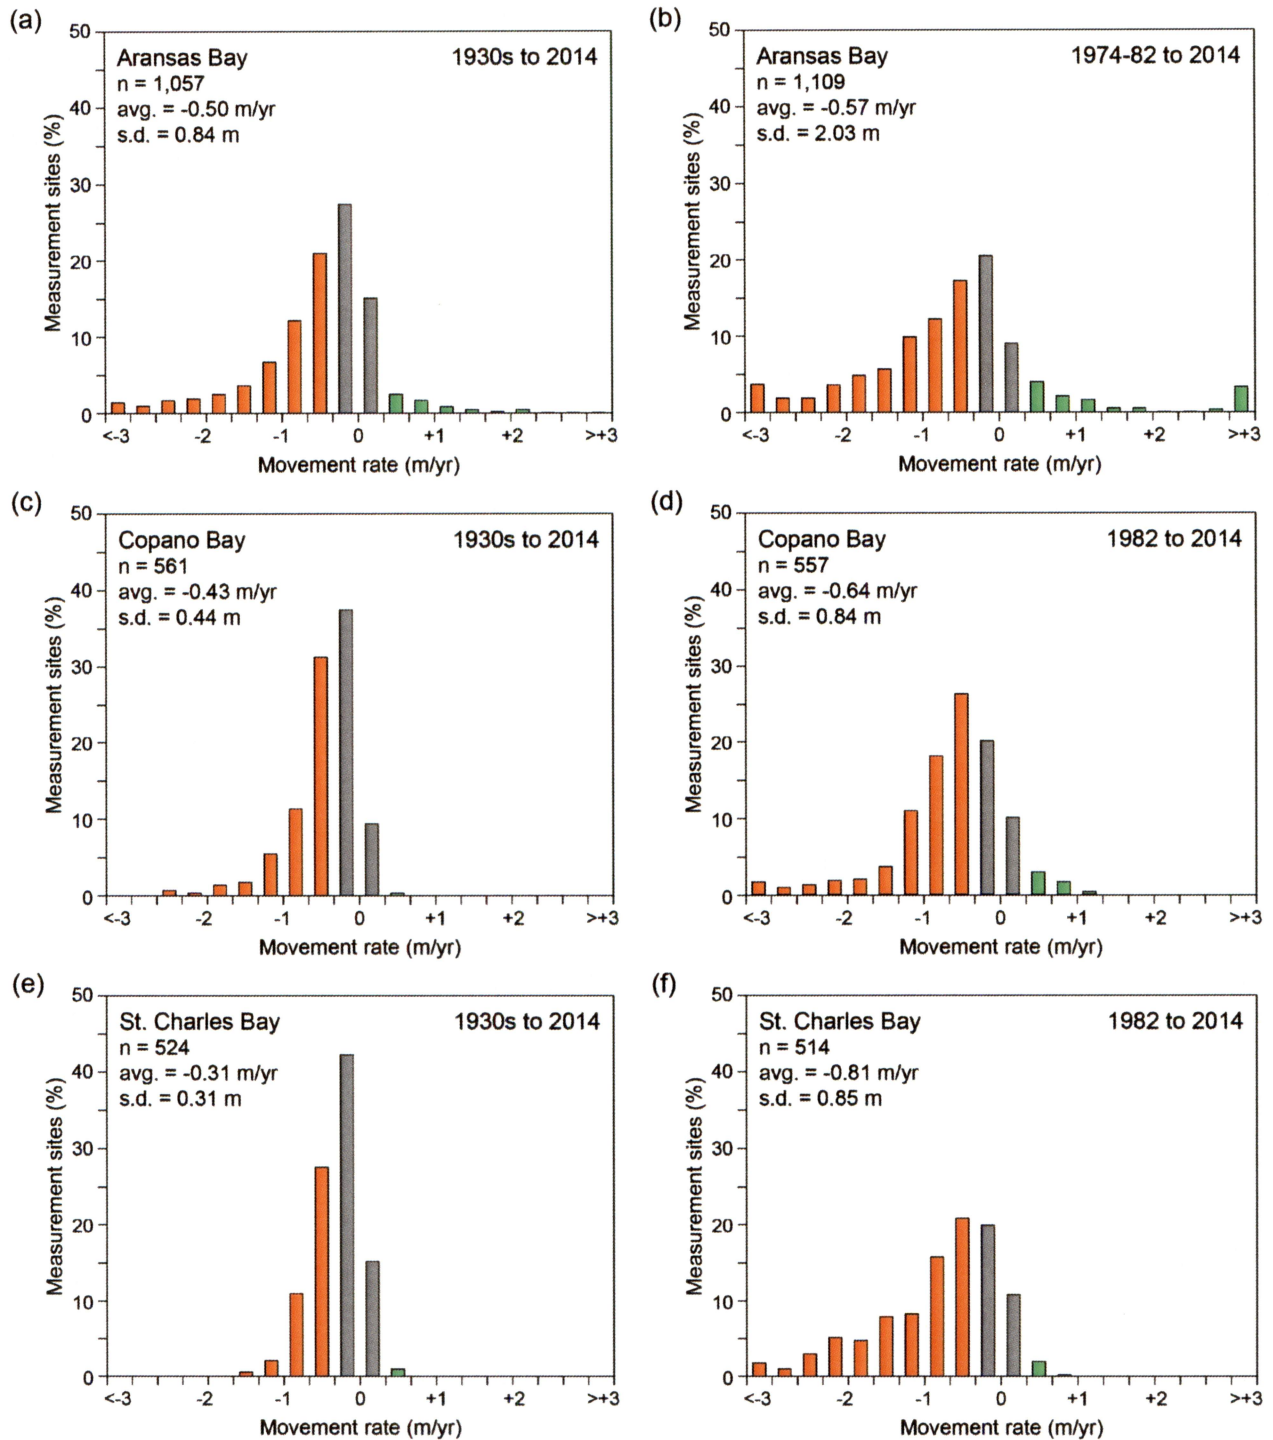 (a)
50
40
30
20
10
0
Measurement sites (%)
Aransas Bay
1930s to 2014
n = 1,057
avg. = -0.50 m/yr
s.d. = 0.84 m
<-3
-2
-1
0
+1
+2
>+3
Movement rate (m/yr)
(b)
50
40
30
20
10
0
Measurement sites (%)
Aransas Bay
1974-82 to 2014
n = 1,109
avg. = -0.57 m/yr
s.d. = 2.03 m
<-3
-2
-1
0
+1
+2
>+3
Movement rate (m/yr)
(c)
50
40
30
20
10
0
Measurement sites (%)
Copano Bay
1930s to 2014
n = 561
avg. = -0.43 m/yr
s.d. = 0.44 m
<-3
-2
-1
0
+1
+2
>+3
Movement rate (m/yr)
(d)
50
40
30
20
10
0
Measurement sites (%)
Copano Bay
1982 to 2014
n = 557
avg. = -0.64 m/yr
s.d. = 0.84 m
<-3
-2
-1
0
+1
+2
>+3
Movement rate (m/yr)
(e)
50
40
30
20
10
0
Measurement sites (%)
St. Charles Bay
1930s to 2014
n = 524
avg. = -0.31 m/yr
s.d. = 0.31 m
<-3
-2
-1
0
+1
+2
>+3
Movement rate (m/yr)
(f)
50
40
30
20
10
0
Measurement sites (%)
St. Charles Bay
1982 to 2014
n = 514
avg. = -0.81 m/yr
s.d. = 0.85 m
<-3
-2
-1
0
+1
+2
>+3
Movement rate (m/yr)